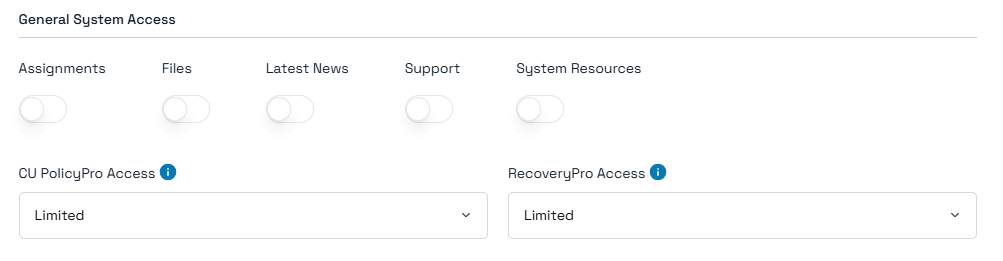 General System Access
Assignments Files Latest News Support System Resources
CU PolicyPro Access RecoveryPro Access
Limited Limited